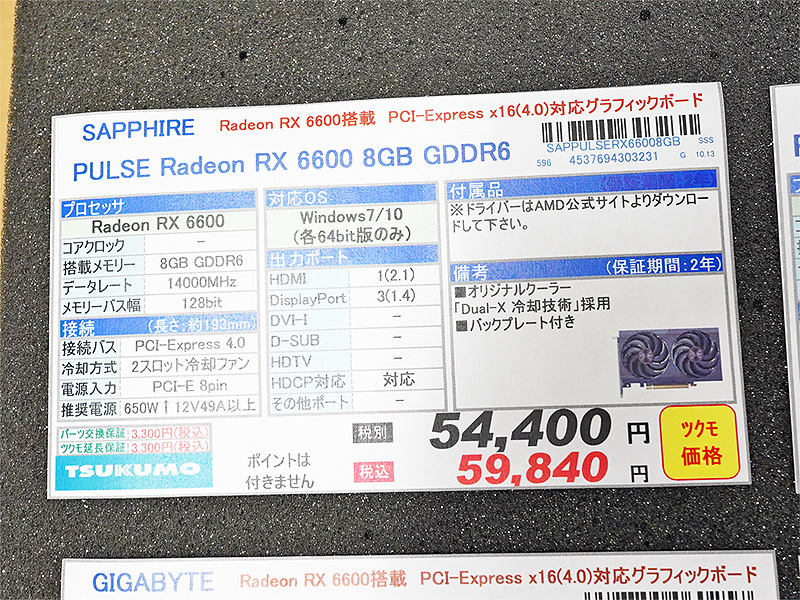 SAPPHIRE Radeon RX 6600搭載 PCI-Express x16(4.0)対応グラフィックボード
PULSE Radeon RX 6600 8GB GDDR6
SAPPULSERX66008GB SSS
596 4537694303231 G 10.13
プロセッサ
Radeon RX 6600
コアクロック －
搭載メモリー 8GB GDDR6
データレート 14000MHz
メモリーバス幅 128bit
接続 (長さ:約193mm)
接続バス PCI-Express 4.0
冷却方式 2スロット冷却ファン
電源入力 PCI-E 8pin
推奨電源 650W↑12V49A以上
対応OS
Windows7/10
(各64bit版のみ)
出力ポート
HDMI 1(2.1)
DisplayPort 3(1.4)
DVI-I －
D-SUB －
HDTV －
HDCP対応 対応
その他ポート －
付属品
※ドライバーはAMD公式サイトよりダウンロー
ドして下さい。
備考 (保証期間:2年)
■オリジナルクーラー
「Dual-X 冷却技術」採用
■バックプレート付き
パーツ交換保証 3,300円(税込)
ツクモ延長保証 3,300円(税込)
TSUKUMO
ポイントは
付きません
税別 54,400 円
税込 59,840 円
ツクモ
価格
GIGABYTE Radeon RX 6600搭載 PCI-Express x16(4.0)対応グラフィックボード